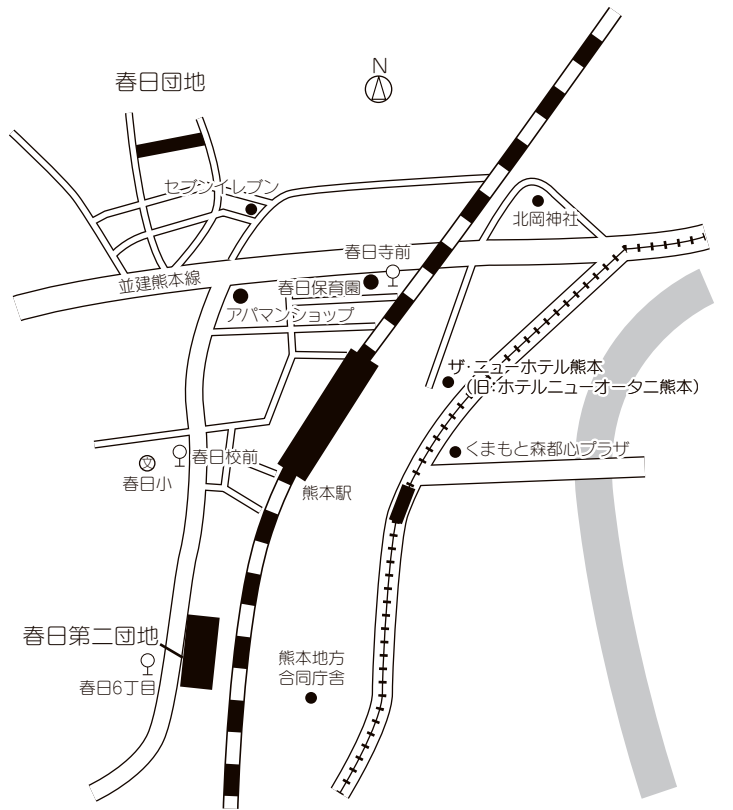 N
春日団地
セブンイレブン
北岡神社
春日寺前
並建熊本線
春日保育園
アパマンショップ
ザ・ニューホテル熊本
(旧:ホテルニューオータニ熊本)
くまもと森都心プラザ
春日校前
文
春日小
熊本駅
春日第二団地
春日6丁目
熊本地方
合同庁舎